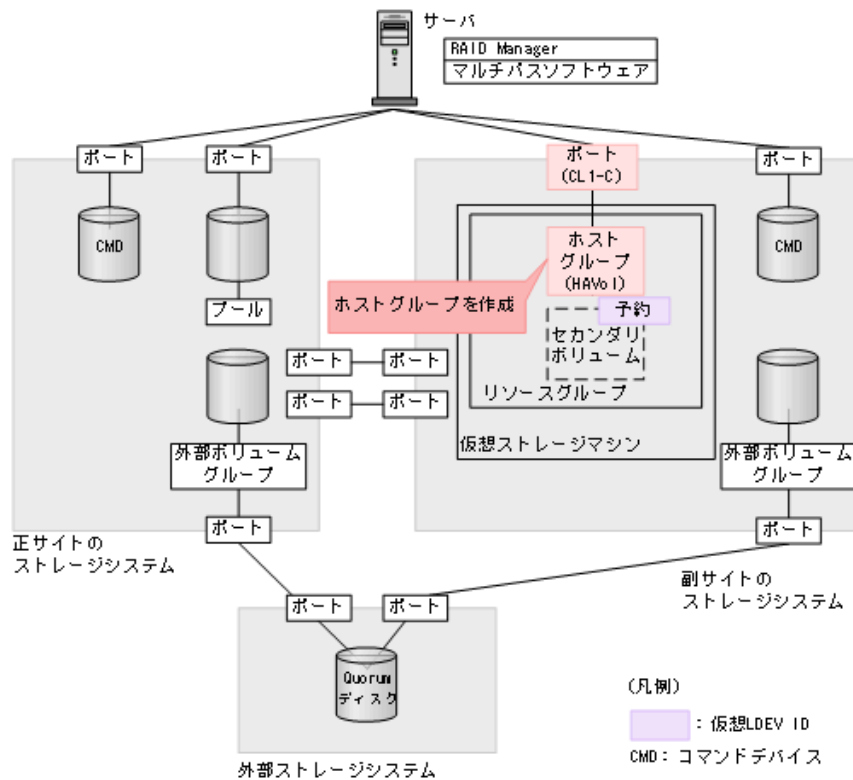 サーバ
RAID Manager
マルチパスソフトウェア
ポート
ポート
ポート
(CL1-C)
ポート
CMD
プール
ホスト
グループ
(HAVol)
CMD
ホストグループを作成
予約
セカンダリ
ボリューム
ポート
ポート
ポート
ポート
リソースグループ
仮想ストレージマシン
外部ボリューム
グループ
外部ボリューム
グループ
ポート
ポート
正サイトの
ストレージシステム
副サイトの
ストレージシステム
ポート
ポート
Quorum
ディスク
外部ストレージシステム
(凡例)
：仮想LDEV ID
CMD：コマンドデバイス